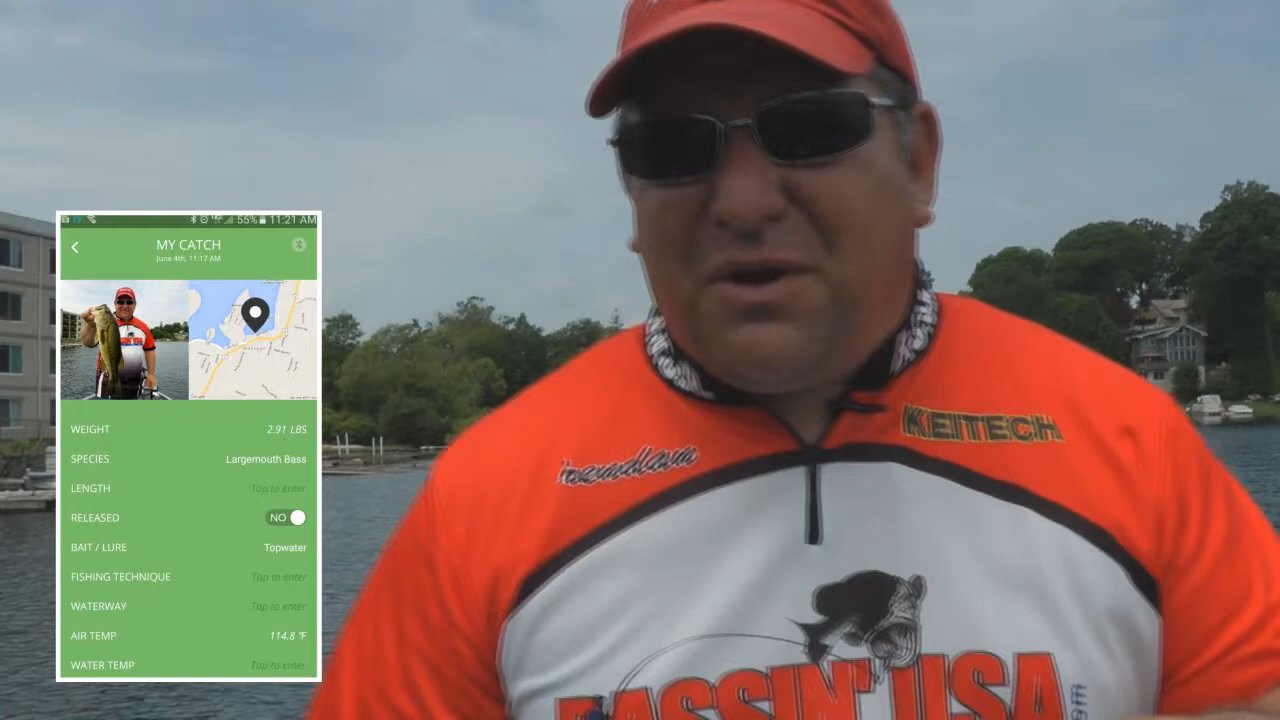 55% 11:21 AM
MY CATCH
June 4th, 11:17 AM
WEIGHT 2.91 LBS
SPECIES Largemouth Bass
LENGTH Tap to enter
RELEASED NO
BAIT / LURE Topwater
FISHING TECHNIQUE Tap to enter
WATERWAY Tap to enter
AIR TEMP 114.8 °F
WATER TEMP Tap to enter
KEITECH
BASSIN' USA